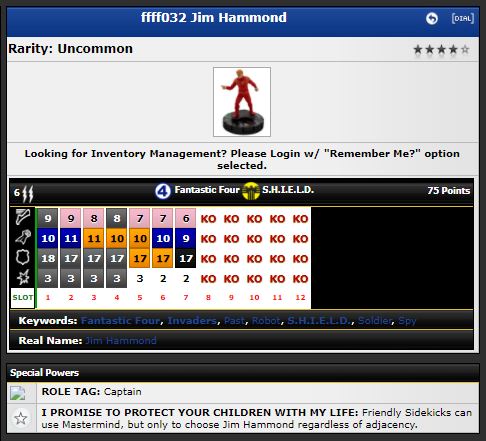 ffff032 Jim Hammond
[DIAL]
Rarity: Uncommon
Looking for Inventory Management? Please Login w/ "Remember Me?" option
selected.
6 4 Fantastic Four S.H.I.E.L.D. 75 Points
9 9 8 8 7 7 6 KO KO KO KO KO
10 11 11 10 10 10 9 KO KO KO KO KO
18 17 17 17 17 17 17 KO KO KO KO KO
3 3 3 3 3 2 2 KO KO KO KO KO
SLOT 1 2 3 4 5 6 7 8 9 10 11 12
Keywords: Fantastic Four, Invaders, Past, Robot, S.H.I.E.L.D., Soldier, Spy
Real Name: Jim Hammond
Special Powers
ROLE TAG: Captain
I PROMISE TO PROTECT YOUR CHILDREN WITH MY LIFE: Friendly Sidekicks can
use Mastermind, but only to choose Jim Hammond regardless of adjacency.